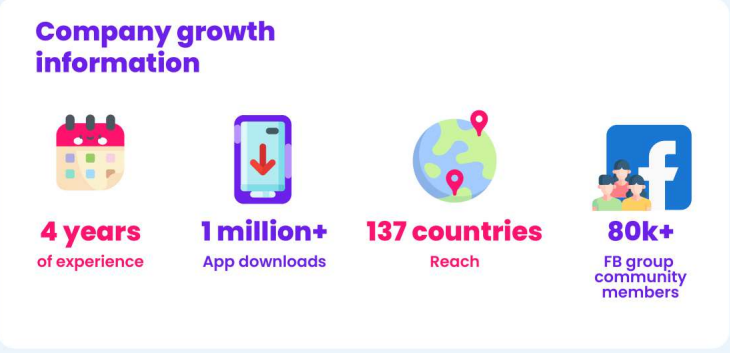 Company growth
information
4 years
of experience
1 million+
App downloads
137 countries
Reach
80k+
FB group
community
members